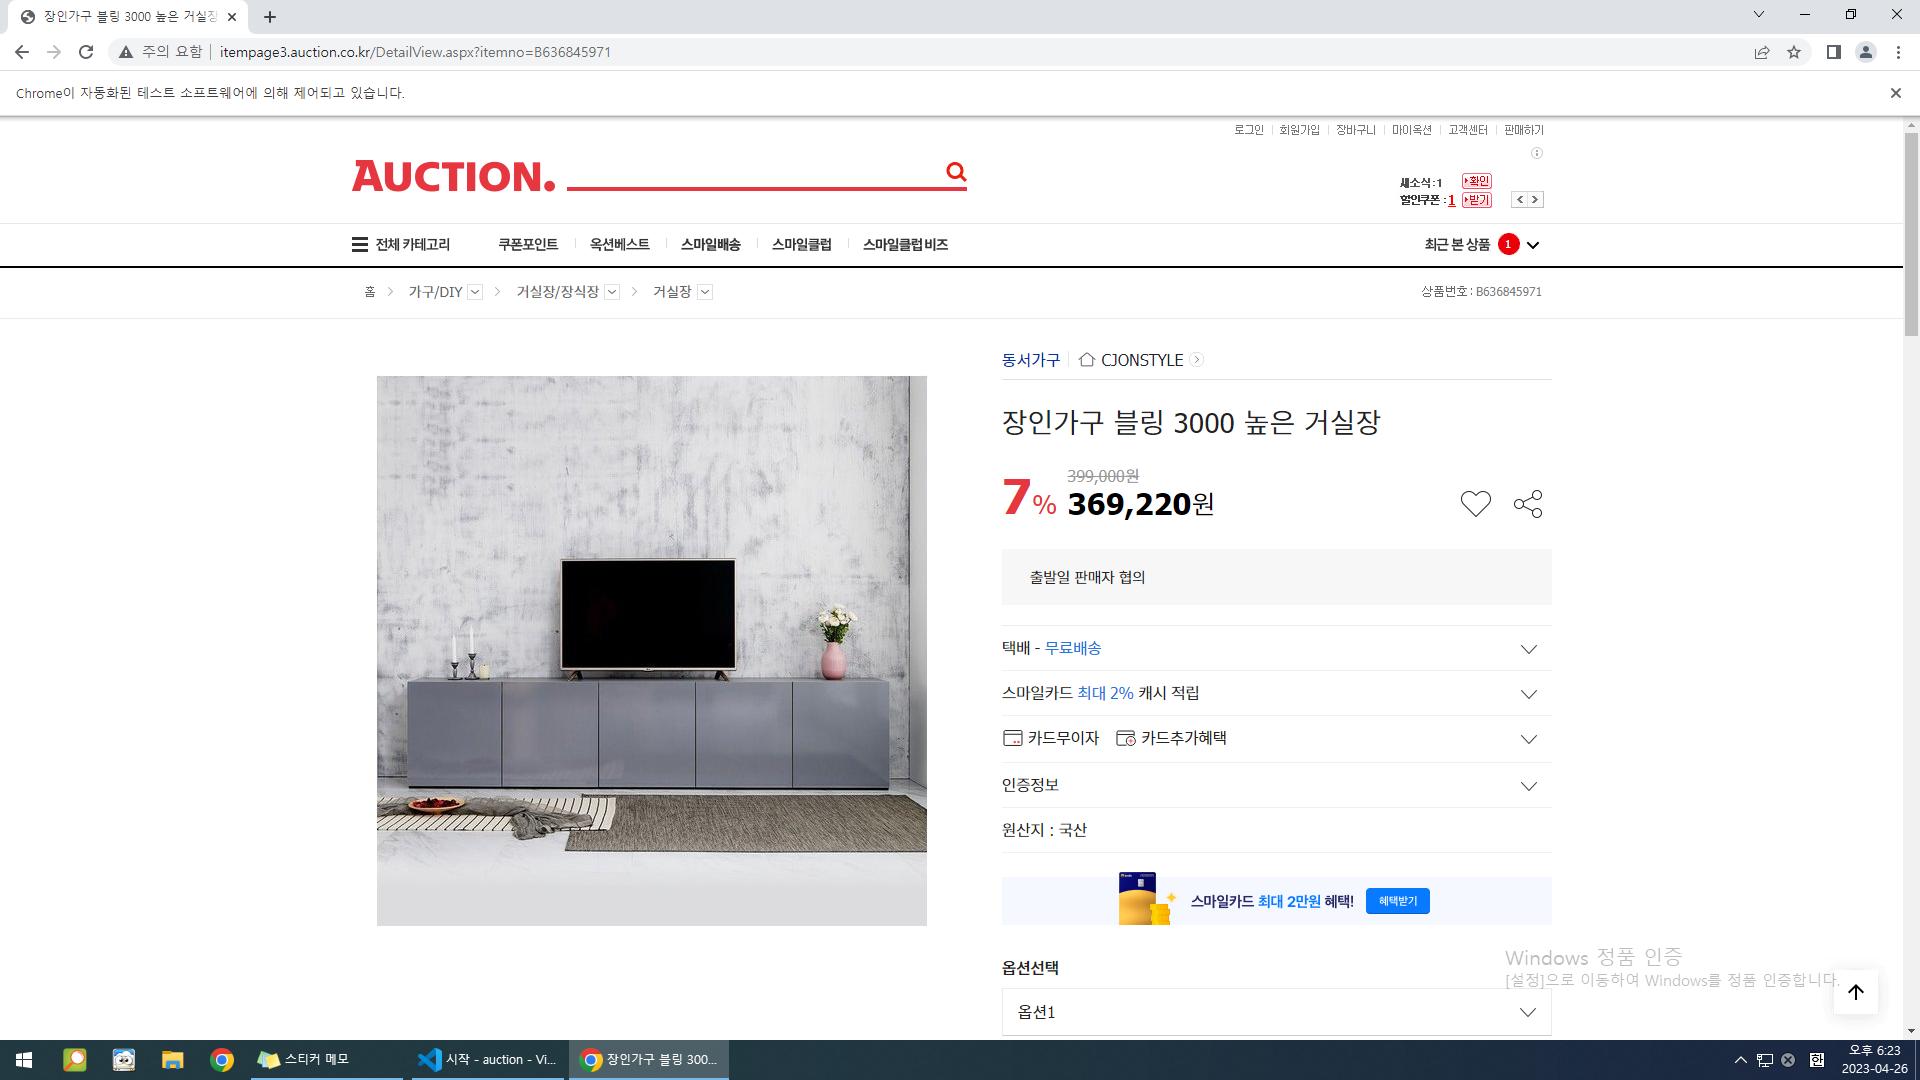 장인가구 블링 3000 높은 거실장
주의 요함 itempage3.auction.co.kr/DetailView.aspx?itemno=B636845971
Chrome이 자동화된 테스트 소프트웨어에 의해 제어되고 있습니다.
로그인 회원가입 장바구니 마이옥션 고객센터 판매하기
AUCTION.
새소식:1 확인
할인쿠폰:1 받기
전체 카테고리 쿠폰포인트 옥션베스트 스마일배송 스마일클럽 스마일클럽 비즈 최근 본 상품 1
홈 가구/DIY 거실장/장식장 거실장 상품번호 : B636845971
동서가구 CJONSTYLE
장인가구 블링 3000 높은 거실장
399,000원
7% 369,220원
출발일 판매자 협의
택배 - 무료배송
스마일카드 최대 2% 캐시 적립
카드무이자 카드추가혜택
인증정보
원산지 : 국산
스마일카드 최대 2만원 혜택! 혜택받기
옵션선택
옵션1
Windows 정품 인증
[설정]으로 이동하여 Windows를 정품 인증합니다.
스티커 메모 시작 - auction - Vi... 장인가구 블링 300... 한 오후 6:23
2023-04-26